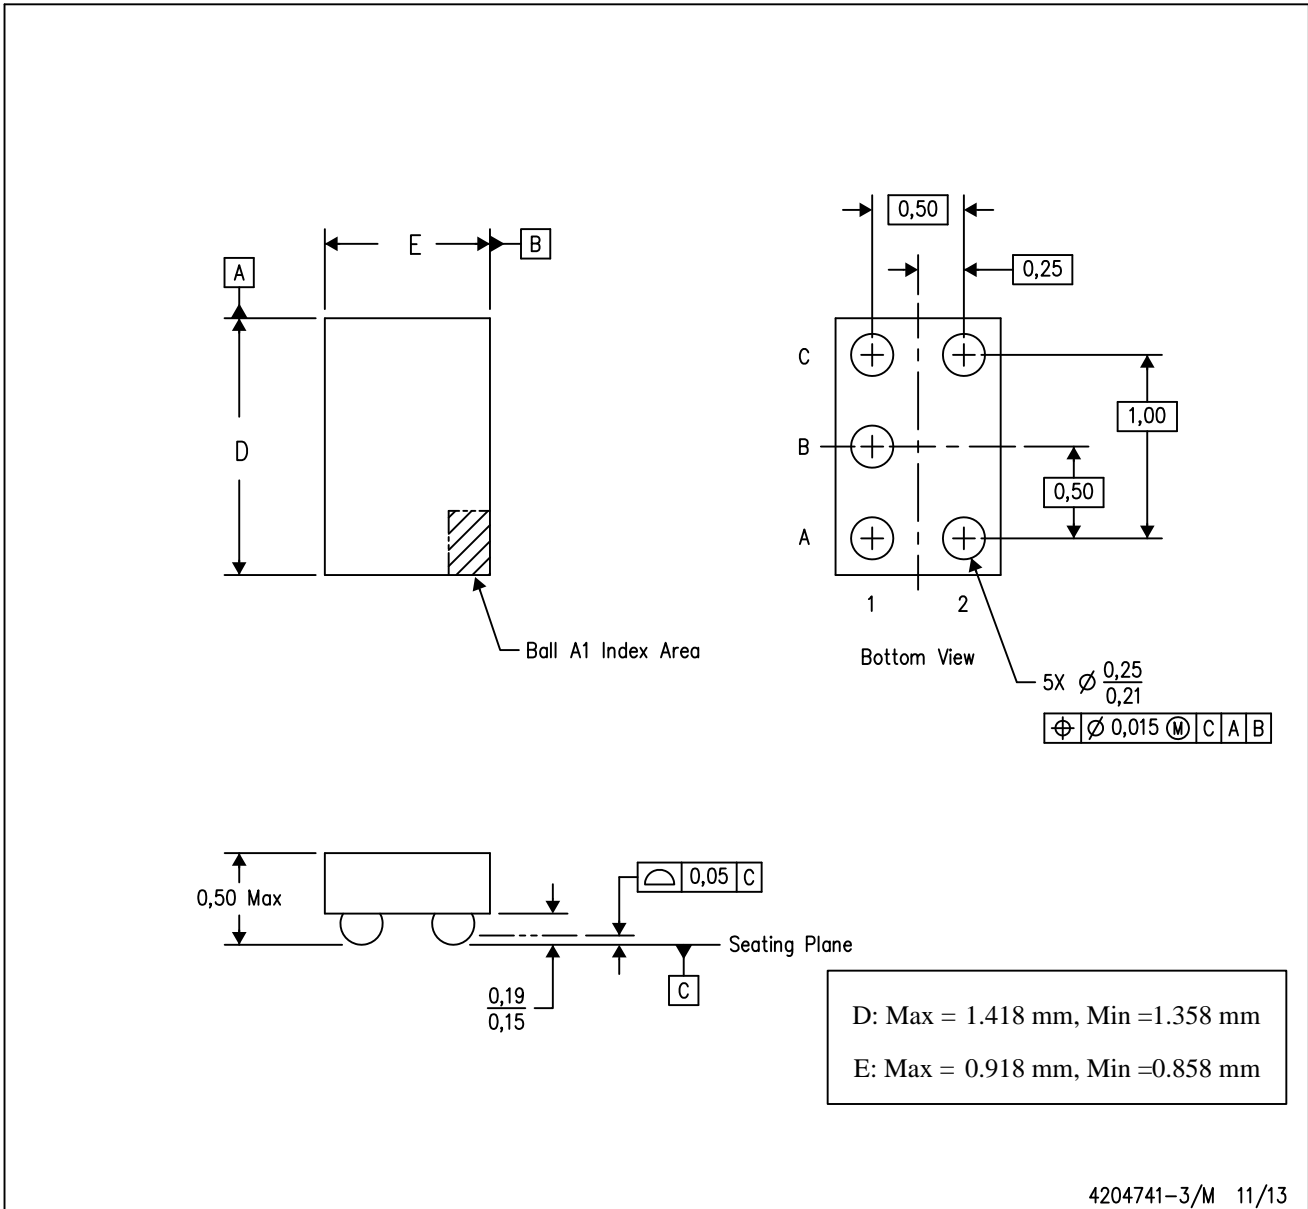 0,50
E
B
0,25
A
C
1,00
D
B
0,50
A
1
2
Ball A1 Index Area
Bottom View
5X Ø 0,25
0,21
⌖ Ø 0,015 Ⓜ C A B
0,05 C
0,50 Max
Seating Plane
C
0,19
0,15
D: Max = 1.418 mm, Min =1.358 mm
E: Max = 0.918 mm, Min =0.858 mm
4204741-3/M 11/13